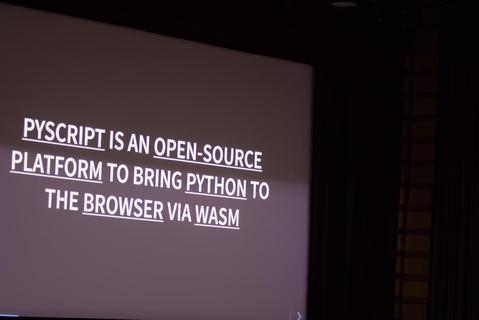 PYSCRIPT IS AN OPEN-SOURCE
PLATFORM TO BRING PYTHON TO
THE BROWSER VIA WASM